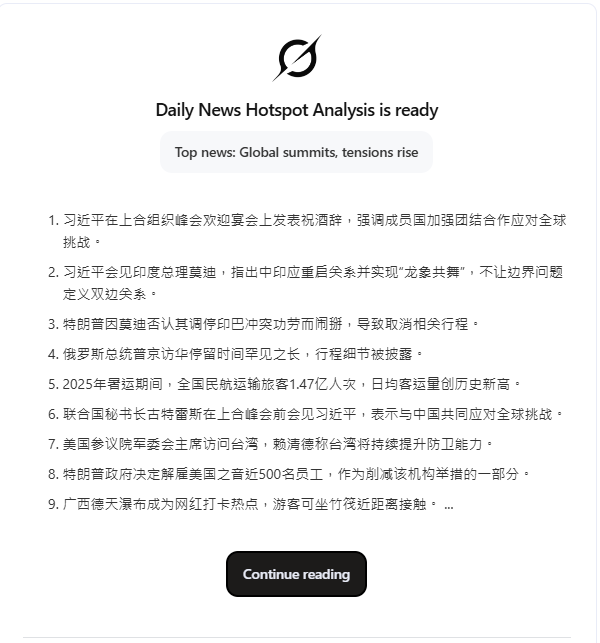 Daily News Hotspot Analysis is ready
Top news: Global summits, tensions rise
1. 习近平在上合组织峰会欢迎宴会上发表祝酒辞，强调成员国加强团结合作应对全球
挑战。
2. 习近平会见印度总理莫迪，指出中印应重启关系并实现“龙象共舞”，不让边界问题
定义双边关系。
3. 特朗普因莫迪否认其调停印巴冲突功劳而闹掰，导致取消相关行程。
4. 俄罗斯总统普京访华停留时间罕见之长，行程细节被披露。
5. 2025年暑运期间，全国民航运输旅客1.47亿人次，日均客运量创历史新高。
6. 联合国秘书长古特雷斯在上合峰会前会见习近平，表示与中国共同应对全球挑战。
7. 美国参议院军委会主席访问台湾，赖清德称台湾将持续提升防卫能力。
8. 特朗普政府决定解雇美国之音近500名员工，作为削减该机构举措的一部分。
9. 广西德天瀑布成为网红打卡热点，游客可坐竹筏近距离接触。 ...
Continue reading